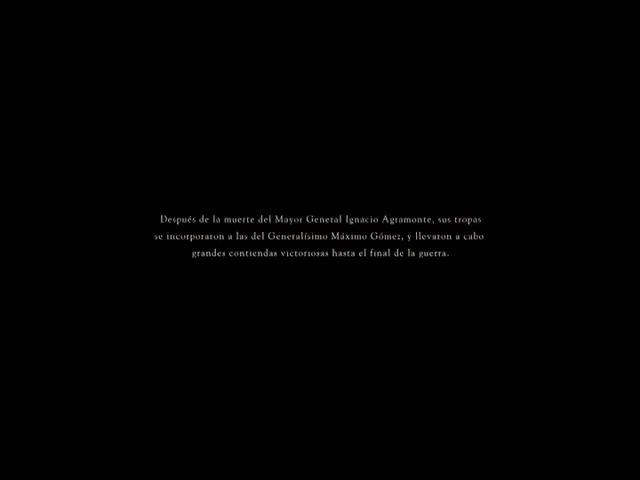 Después de la muerte del Mayor General Ignacio Agramonte, sus tropas
se incorporaron a las del Generalísimo Máximo Gómez, y llevaron a cabo
grandes contiendas victoriosas hasta el final de la guerra.